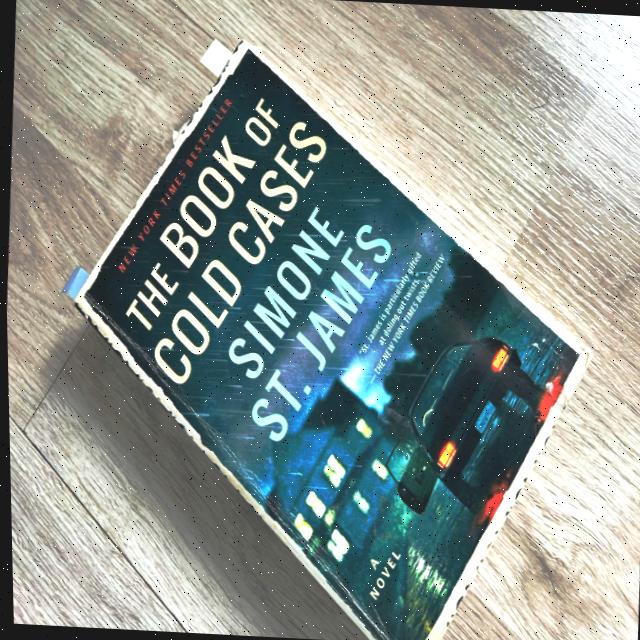 NEW YORK TIMES BESTSELLER
THE BOOK OF
COLD CASES
SIMONE
ST. JAMES
St. James is particularly gifted
at doling out twists.
THE NEW YORK TIMES BOOK REVIEW
A
NOVEL